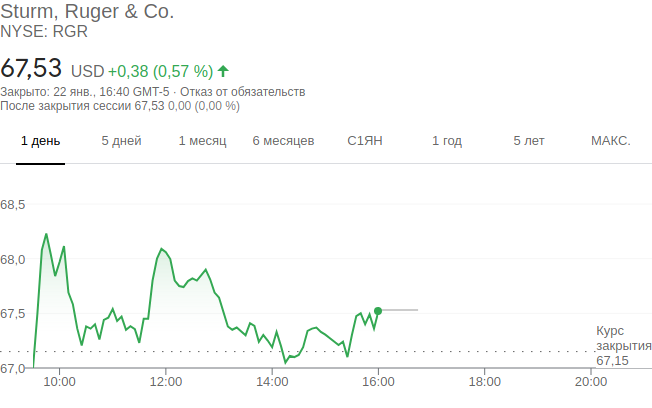 Sturm, Ruger & Co.
NYSE: RGR
67,53 USD +0,38 (0,57 %)
Закрыто: 22 янв., 16:40 GMT-5 · Отказ от обязательств
После закрытия сессии 67,53 0,00 (0,00 %)
1 день 5 дней 1 месяц 6 месяцев С1ЯН 1 год 5 лет МАКС.
68,5
68,0
67,5
Курс
закрытия
67,15
67,0
10:00 12:00 14:00 16:00 18:00 20:00